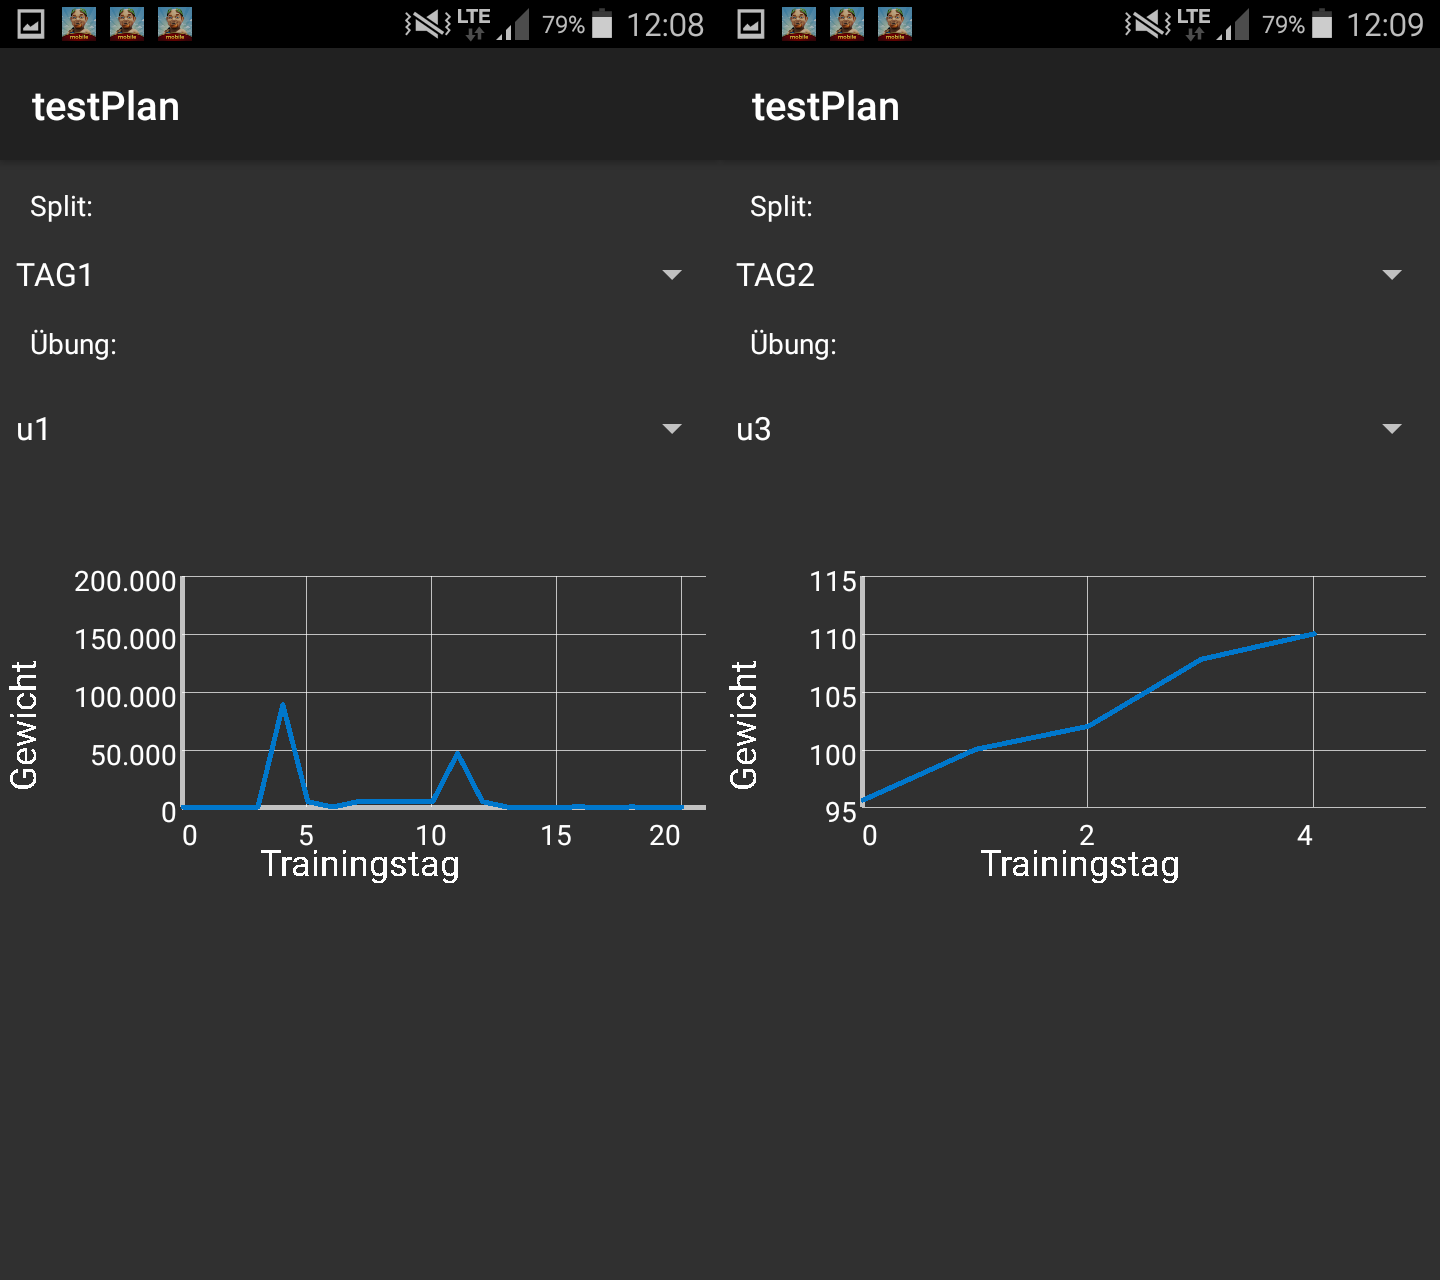 LTE 79% 12:08
testPlan
Split:
TAG1
Übung:
u1
200.000
150.000
100.000
50.000
0
Gewicht
0 5 10 15 20
Trainingstag
LTE 79% 12:09
testPlan
Split:
TAG2
Übung:
u3
115
110
105
100
95
Gewicht
0 2 4
Trainingstag